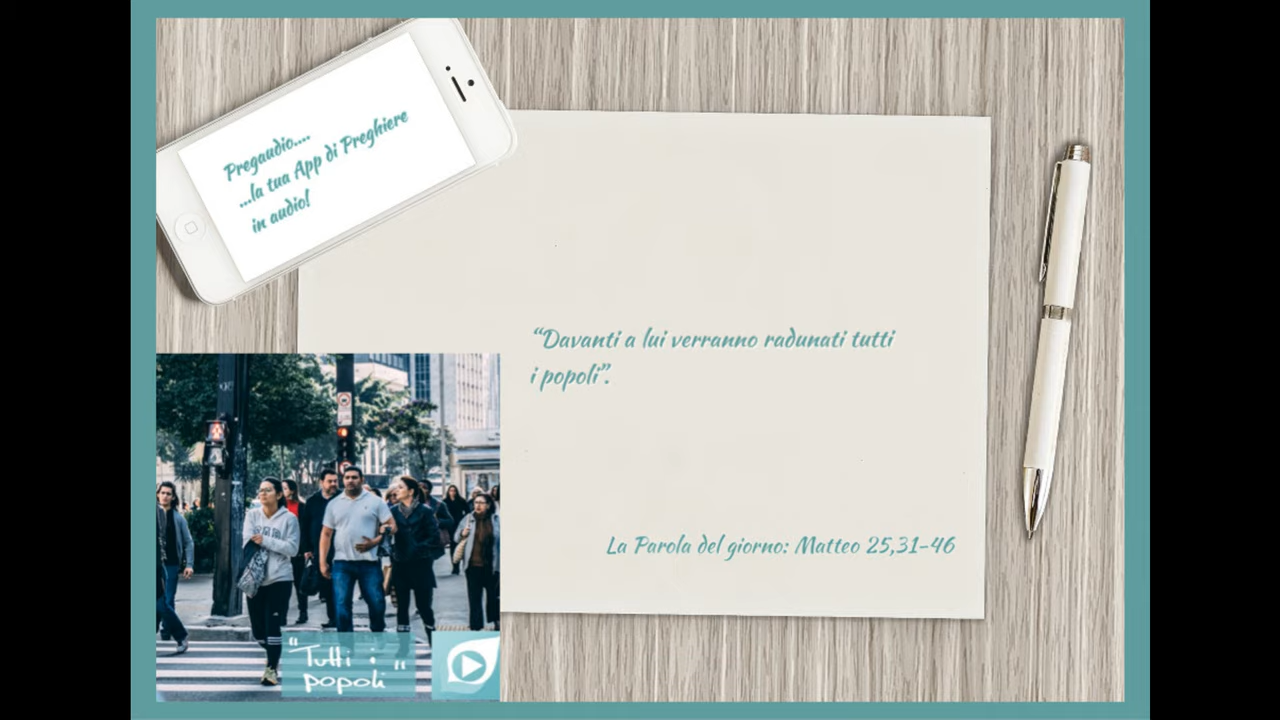 Pregaudio....
...la tua App di Preghiere
in audio!
“Davanti a lui verranno radunati tutti
i popoli”.
La Parola del giorno: Matteo 25,31-46
"Tutti i
popoli"